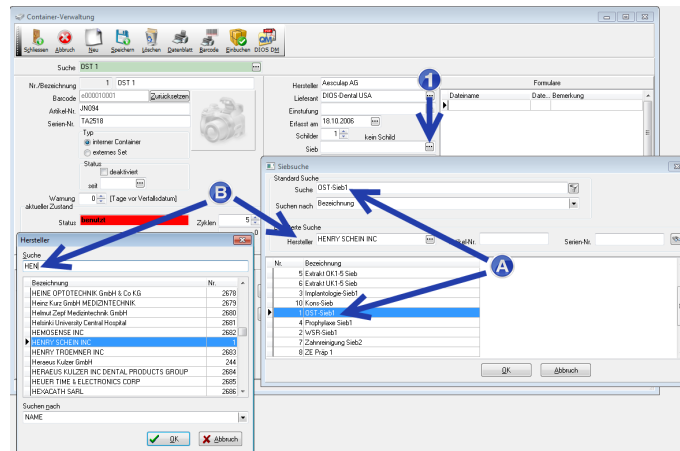 Container-Verwaltung
Schliessen Abbruch Neu Speichern Löschen Datenblatt Barcode Einbuchen DIOS DM
Suche DST 1
Nr./Bezeichnung 1 DST 1
Barcode e000010001 Zurücksetzen
Artikel-Nr. JN094
Serien-Nr. TA2518
Typ
interner Container
externes Set
Status
deaktiviert
seit
Warnung 0 [Tage vor Verfallsdatum]
aktueller Zustand
Status benutzt Zyklen 5
Hersteller Aesculap AG
Lieferant DIOS-Dental USA
Einstufung
Erfasst am 18.10.2006
Schilder 1 kein Schild
Sieb
Formulare
Dateiname Date... Bemerkung
1
Siebsuche
Standard Suche
Suche OST-Sieb1
Suchen nach Bezeichnung
Suche
Hersteller HENRY SCHEIN INC
Serien-Nr.
Nr. Bezeichnung
5 Extrakt OK1-5 Sieb
6 Extrakt UK1-5 Sieb
3 Implantologie-Sieb1
10 Kons-Sieb
1 OST-Sieb1
4 Prophylaxe Sieb1
2 WSR-Sieb1
7 Zahnreinigung Sieb2
8 ZE Präp 1
OK Abbruch
A
B
Hersteller
Suche
HEN
Bezeichnung Nr.
HEINE OPTOTECHNIK GmbH & Co KG 2678
Heinz Kurz GmbH MEDIZINTECHNIK 2679
Helmut Zepf Medizintechnik GmbH 2680
Helsinki University Central Hospital 2681
HEMOSENSE INC 2682
HENRY SCHEIN INC 1
HENRY TROEMNER INC 2683
Heraeus Kulzer GmbH 244
HERAEUS KULZER INC DENTAL PRODUCTS GROUP 2684
HEUER TIME & ELECTRONICS CORP 2685
HEXACATH SARL 2686
Suchen nach
NAME
OK Abbruch